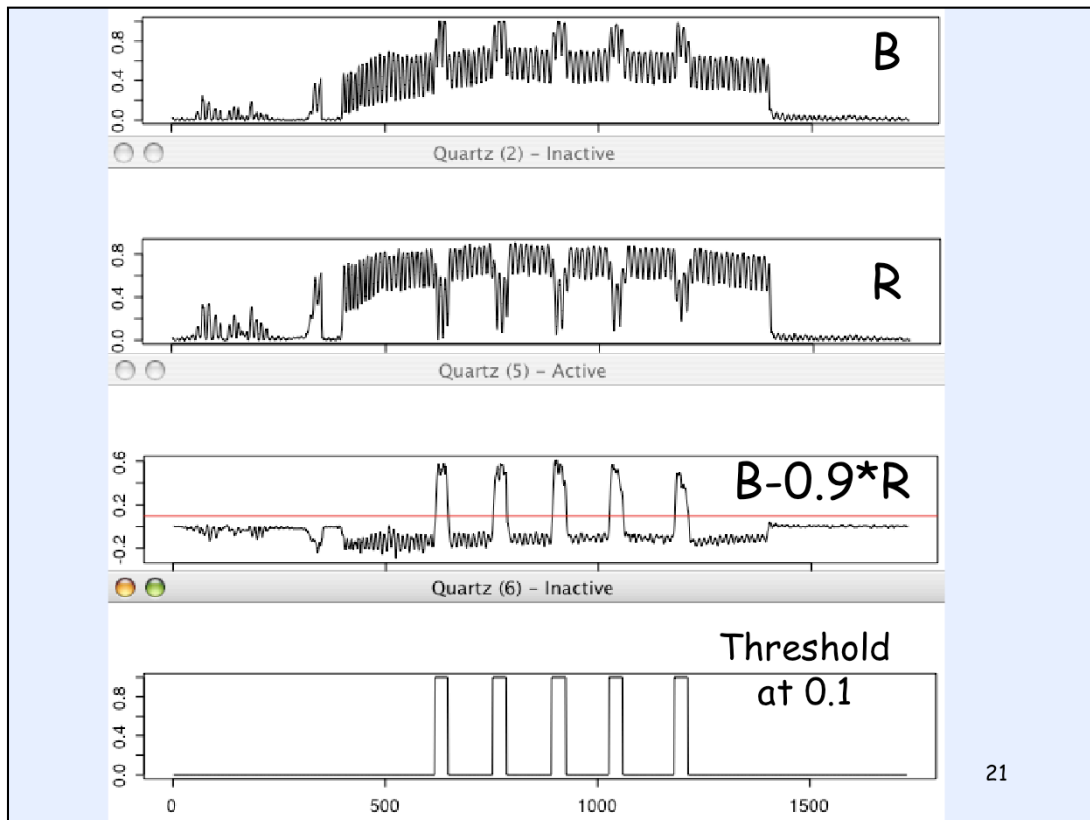 0.8
0.4
0.0
B
Quartz (2) – Inactive
0.8
0.4
0.0
R
Quartz (5) – Active
0.6
0.2
-0.2
B-0.9*R
Quartz (6) – Inactive
0.8
0.4
0.0
Threshold
at 0.1
0 500 1000 1500
21